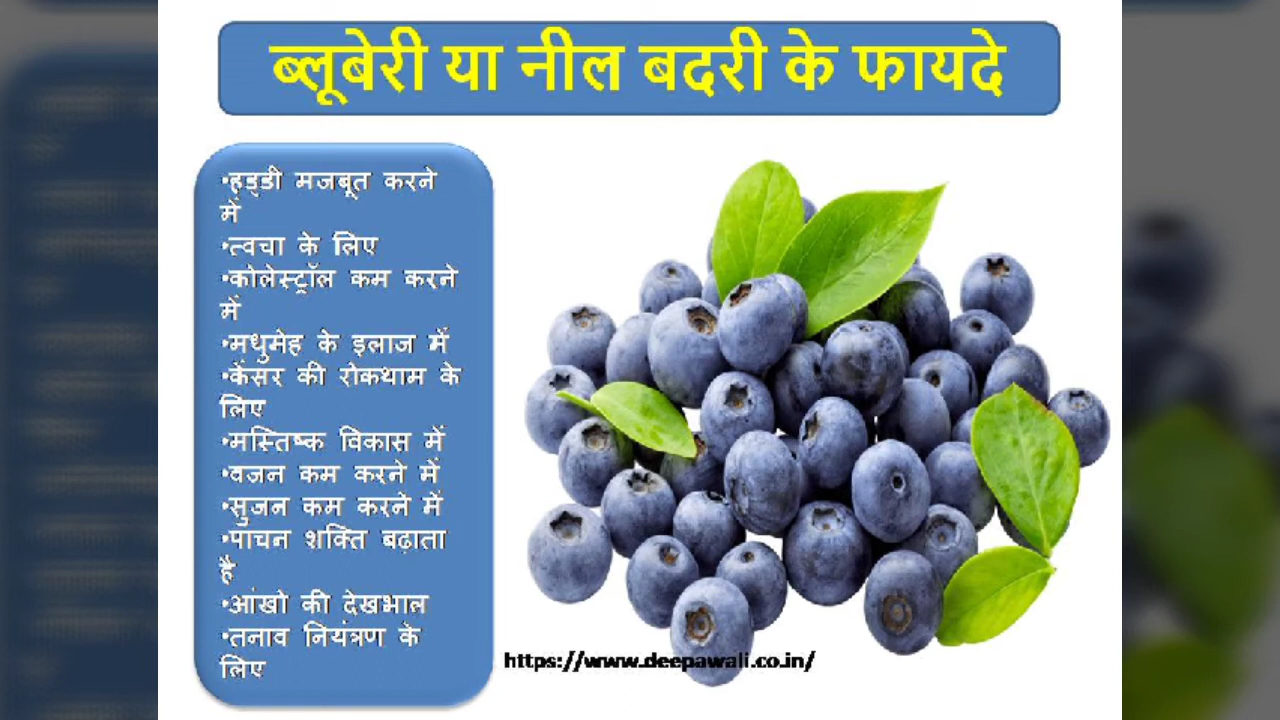 ब्लूबेरी या नील बदरी के फायदे
•हड्डी मजबूत करने
में
•त्वचा के लिए
•कोलेस्ट्रॉल कम करने
में
•मधुमेह के इलाज में
•कैंसर की रोकथाम के
लिए
•मस्तिष्क विकास में
•वजन कम करने में
•सुजन कम करने में
•पाचन शक्ति बढ़ाता
है
•आंखो की देखभाल
•तनाव नियंत्रण के
लिए
https://www.deepawali.co.in/